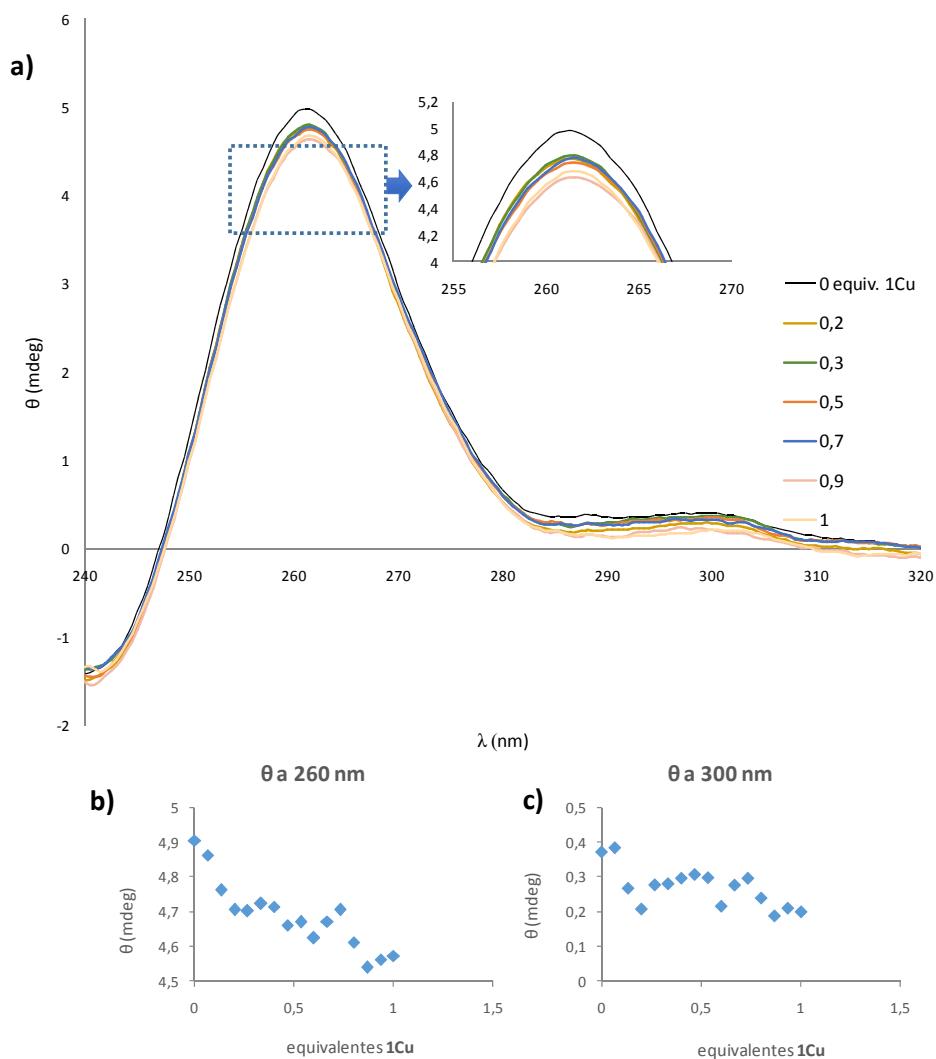 a)
6
5
4
3
2
1
0
-1
-2
θ (mdeg)
240 250 260 270 280 290 300 310 320
λ (nm)
5,2
5
4,8
4,6
4,4
4,2
4
255 260 265 270
0 equiv. 1Cu
0,2
0,3
0,5
0,7
0,9
1
θ a 260 nm
b)
5
4,9
4,8
4,7
4,6
4,5
θ (mdeg)
0 0,5 1 1,5
equivalentes 1Cu
θ a 300 nm
c)
0,5
0,4
0,3
0,2
0,1
0
θ (mdeg)
0 0,5 1 1,5
equivalentes 1Cu